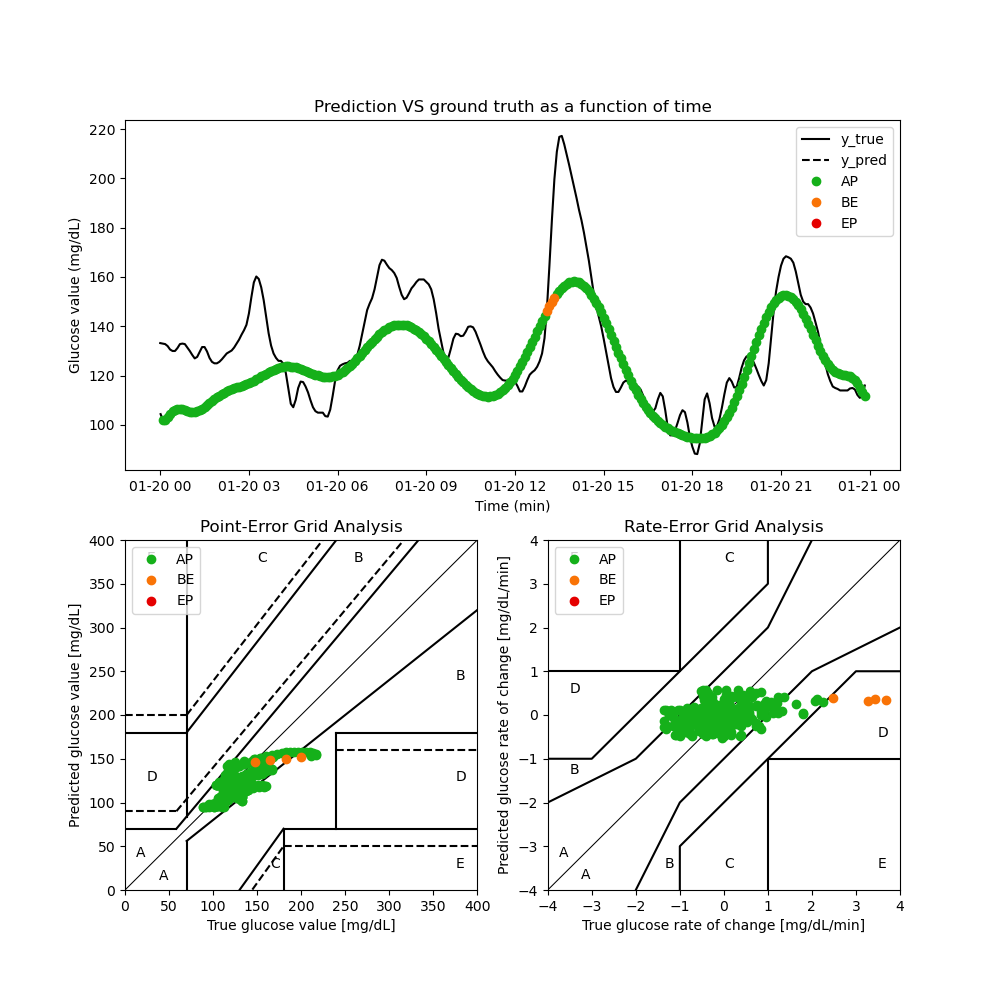 Prediction VS ground truth as a function of time
220
200
180
160
140
120
100
Glucose value (mg/dL)
y_true
y_pred
AP
BE
EP
01-20 00 01-20 03 01-20 06 01-20 09 01-20 12 01-20 15 01-20 18 01-20 21 01-21 00
Time (min)
Point-Error Grid Analysis
400
350
300
250
200
150
100
50
0
Predicted glucose value [mg/dL]
AP
BE
EP
C
B
B
D
D
A
A
C
E
0 50 100 150 200 250 300 350 400
True glucose value [mg/dL]
Rate-Error Grid Analysis
4
3
2
1
0
−1
−2
−3
−4
Predicted glucose rate of change [mg/dL/min]
AP
BE
EP
C
D
D
B
A
A
B
C
E
−4 −3 −2 −1 0 1 2 3 4
True glucose rate of change [mg/dL/min]